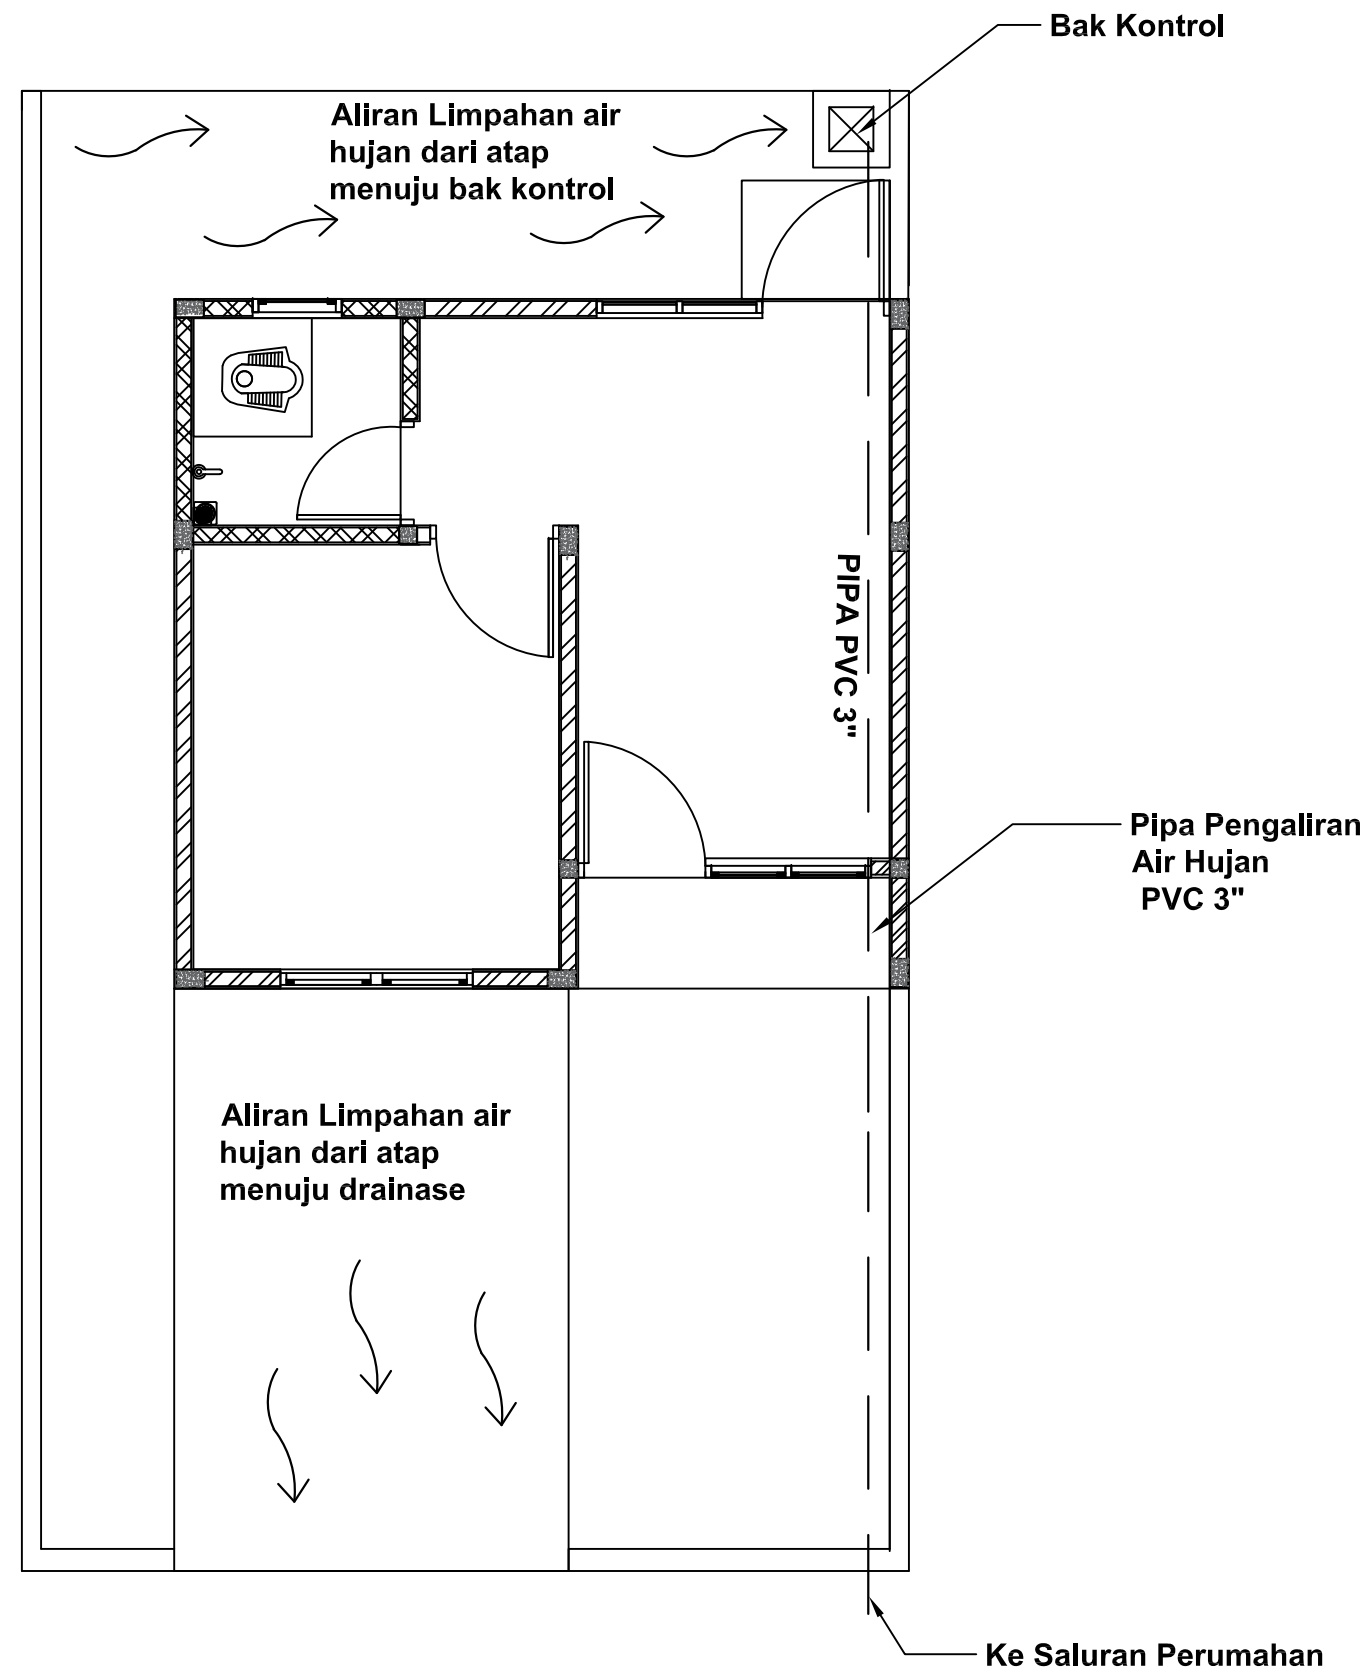 Bak Kontrol
Aliran Limpahan air
hujan dari atap
menuju bak kontrol
PIPA PVC 3"
Pipa Pengaliran
Air Hujan
PVC 3"
Aliran Limpahan air
hujan dari atap
menuju drainase
Ke Saluran Perumahan